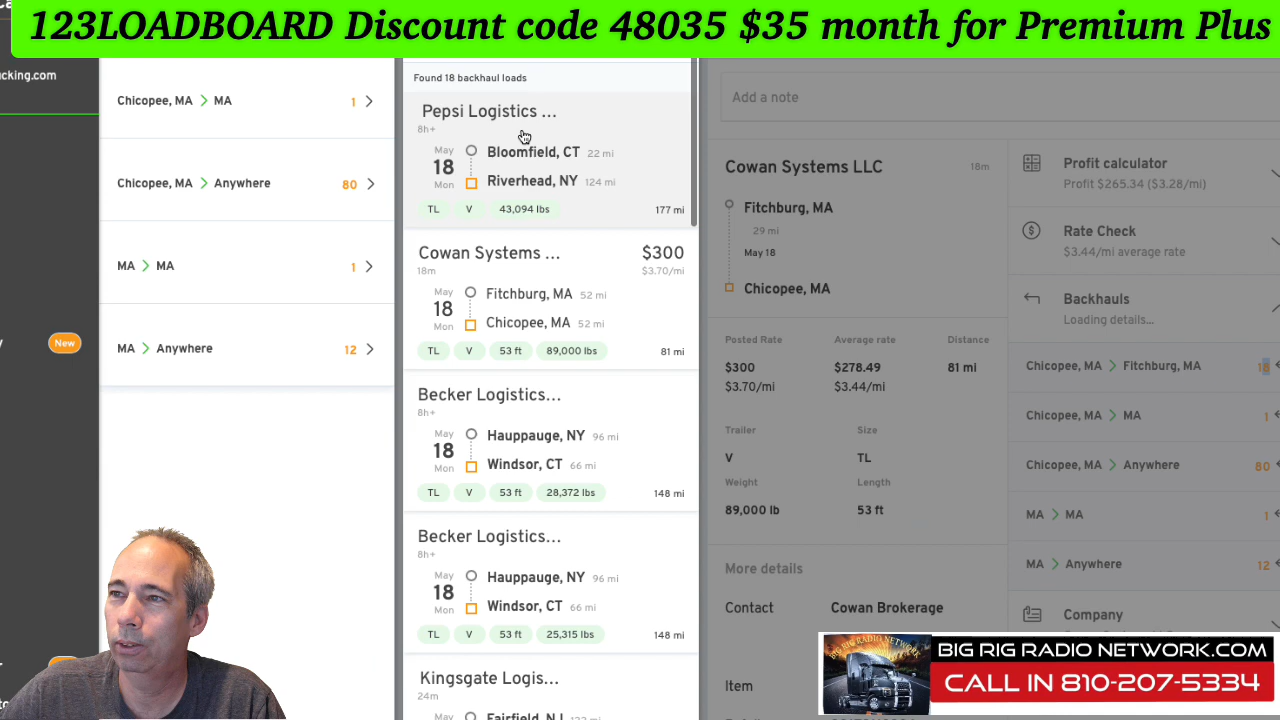 123LOADBOARD Discount code 48035 $35 month for Premium Plus
ucking.com
New
Chicopee, MA > MA 1 >
Chicopee, MA > Anywhere 80 >
MA > MA 1 >
MA > Anywhere 12 >
Found 18 backhaul loads
Pepsi Logistics ...
8h+
May 18 Mon
Bloomfield, CT 22 mi
Riverhead, NY 124 mi
TL V 43,094 lbs 177 mi
Cowan Systems ... $300
18m $3.70/mi
May 18 Mon
Fitchburg, MA 52 mi
Chicopee, MA 52 mi
TL V 53 ft 89,000 lbs 81 mi
Becker Logistics...
8h+
May 18 Mon
Hauppauge, NY 96 mi
Windsor, CT 66 mi
TL V 53 ft 28,372 lbs 148 mi
Becker Logistics...
8h+
May 18 Mon
Hauppauge, NY 96 mi
Windsor, CT 66 mi
TL V 53 ft 25,315 lbs 148 mi
Kingsgate Logis...
24m
May
Fairfield, NJ
Add a note
Cowan Systems LLC 18m
Fitchburg, MA
29 mi
May 18
Chicopee, MA
Posted Rate Average rate Distance
$300 $278.49 81 mi
$3.70/mi $3.44/mi
Trailer Size
V TL
Weight Length
89,000 lb 53 ft
More details
Contact Cowan Brokerage
Item
Profit calculator
Profit $265.34 ($3.28/mi)
Rate Check
$3.44/mi average rate
Backhauls
Loading details...
Chicopee, MA > Fitchburg, MA 18
Chicopee, MA > MA 1
Chicopee, MA > Anywhere 80
MA > MA 1
MA > Anywhere 12
Company
BIG RIG RADIO NETWORK.COM
BIG RIG RADIO NETWORK.COM
CALL IN 810-207-5334